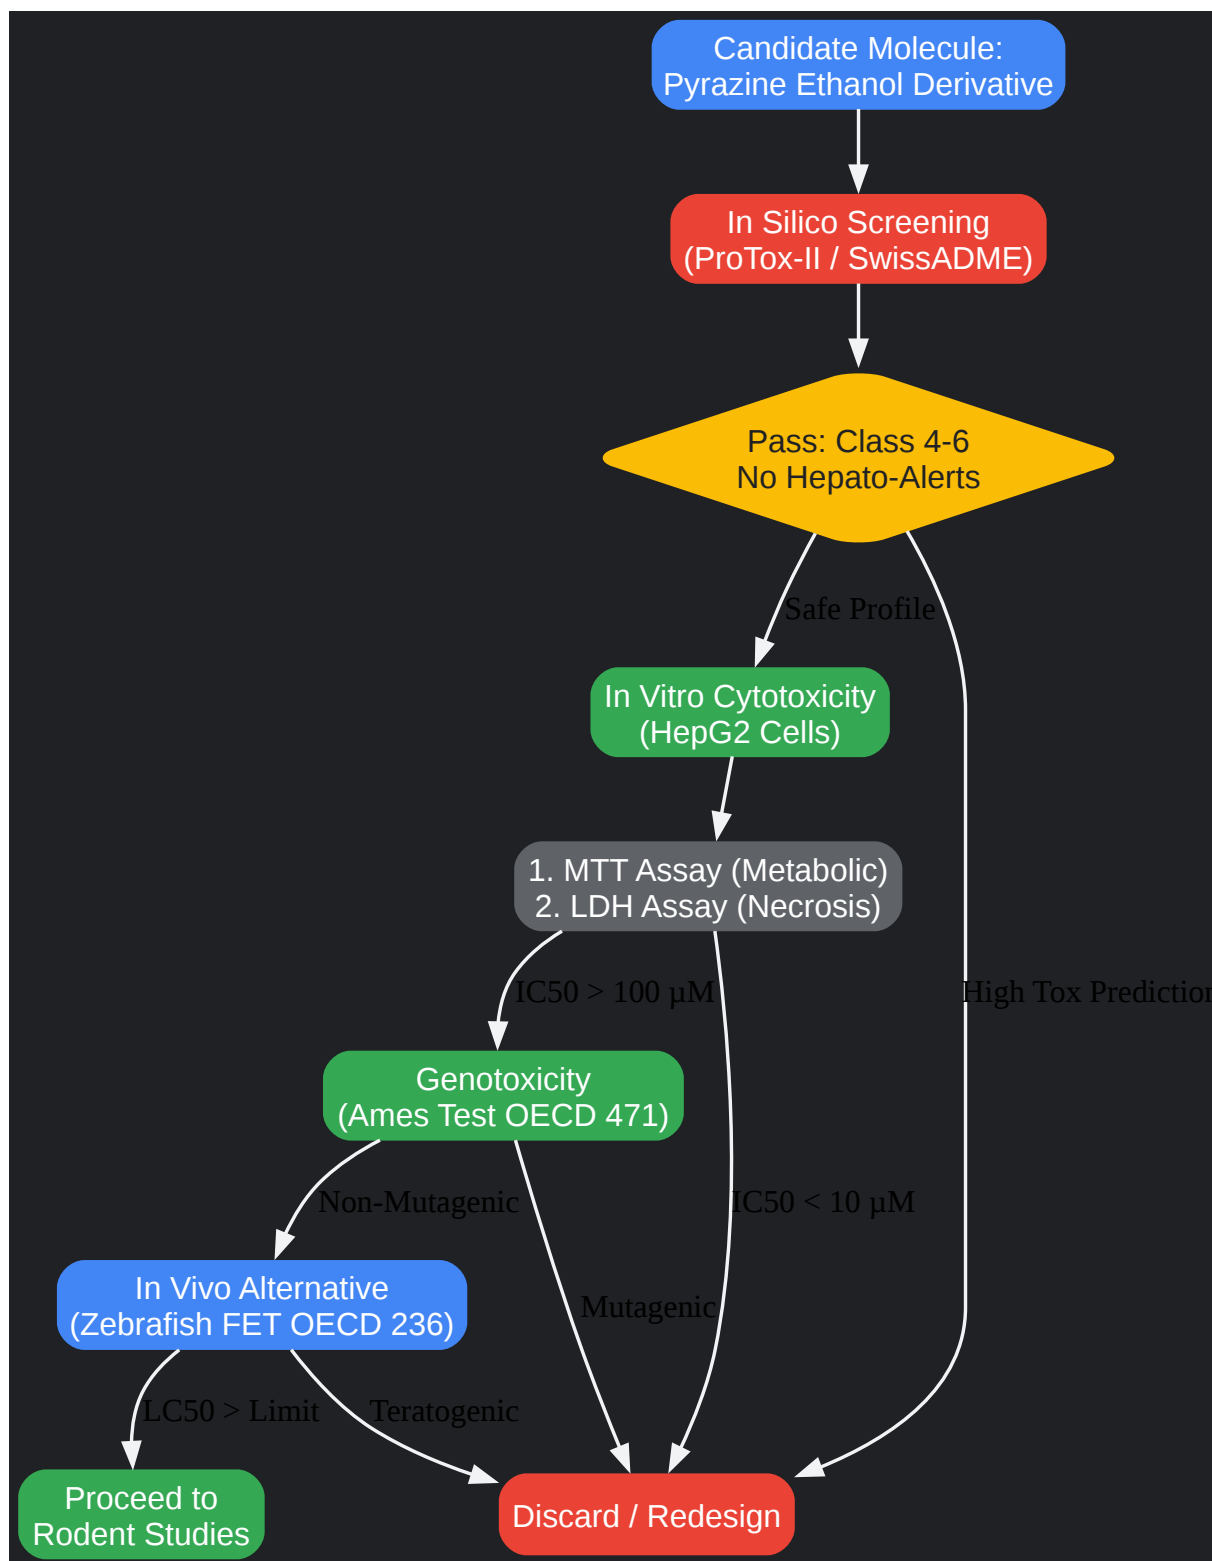 Candidate Molecule:
Pyrazine Ethanol Derivative
In Silico Screening
(ProTox-II / SwissADME)
Pass: Class 4-6
No Hepato-Alerts
Safe Profile
In Vitro Cytotoxicity
(HepG2 Cells)
1. MTT Assay (Metabolic)
2. LDH Assay (Necrosis)
IC50 > 100 µM
High Tox Prediction
Genotoxicity
(Ames Test OECD 471)
Non-Mutagenic
IC50 < 10 µM
In Vivo Alternative
(Zebrafish FET OECD 236)
Mutagenic
LC50 > Limit
Teratogenic
Proceed to
Rodent Studies
Discard / Redesign